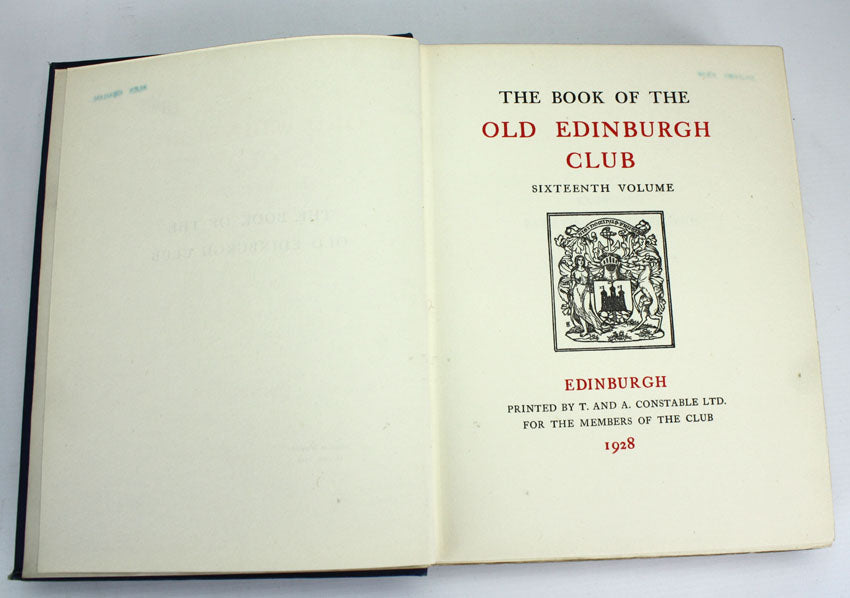 THE BOOK OF THE
OLD EDINBURGH
CLUB
SIXTEENTH VOLUME
EDINBURGH
PRINTED BY T. AND A. CONSTABLE LTD.
FOR THE MEMBERS OF THE CLUB
1928